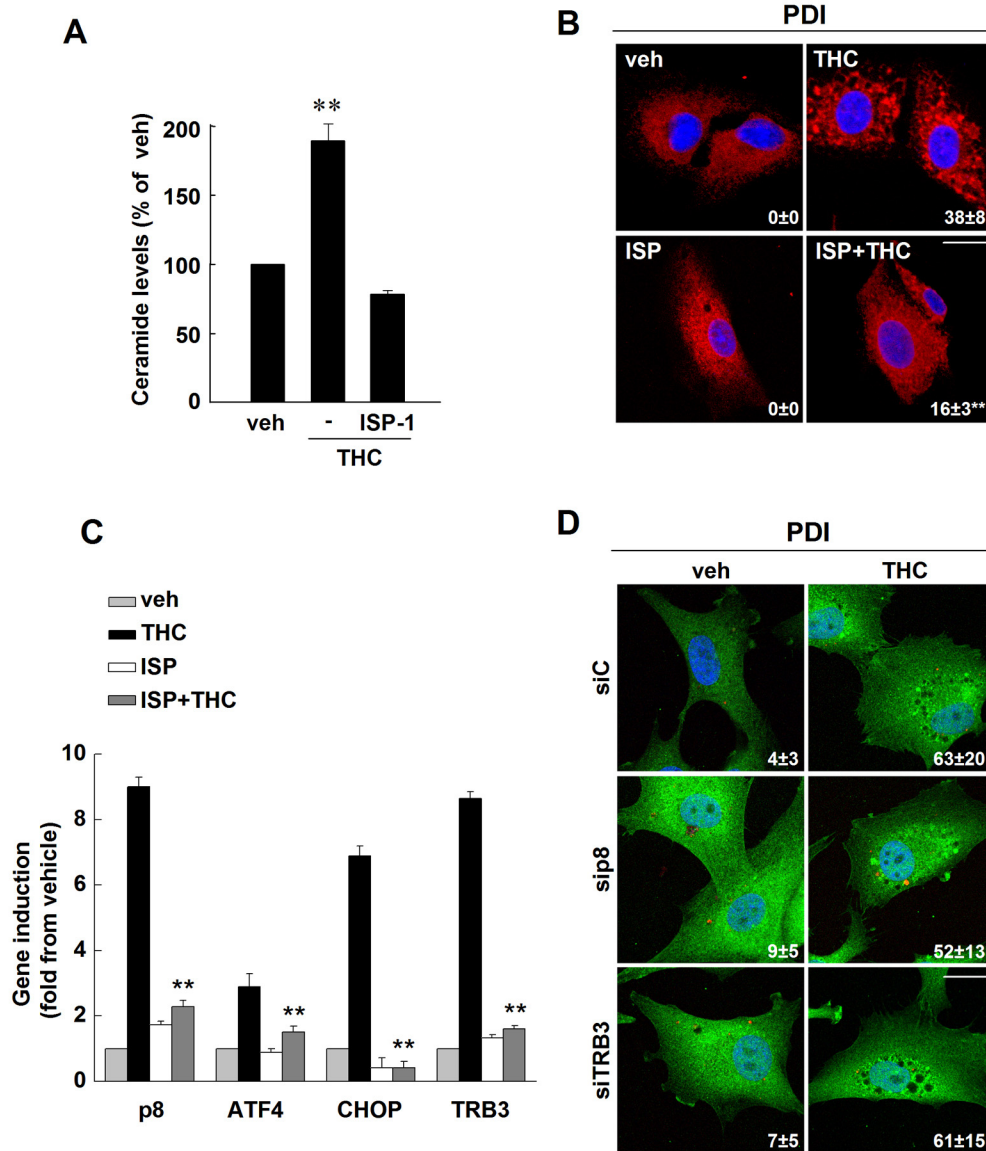 A
Ceramide levels (% of veh)
200
150
100
50
0
**
veh
-
ISP-1
THC
B
PDI
veh
0±0
THC
38±8
ISP
0±0
ISP+THC
16±3**
C
veh
THC
ISP
ISP+THC
Gene induction
(fold from vehicle)
10
8
6
4
2
0
**
**
**
**
p8
ATF4
CHOP
TRB3
D
PDI
veh
THC
siC
4±3
63±20
sip8
9±5
52±13
siTRB3
7±5
61±15